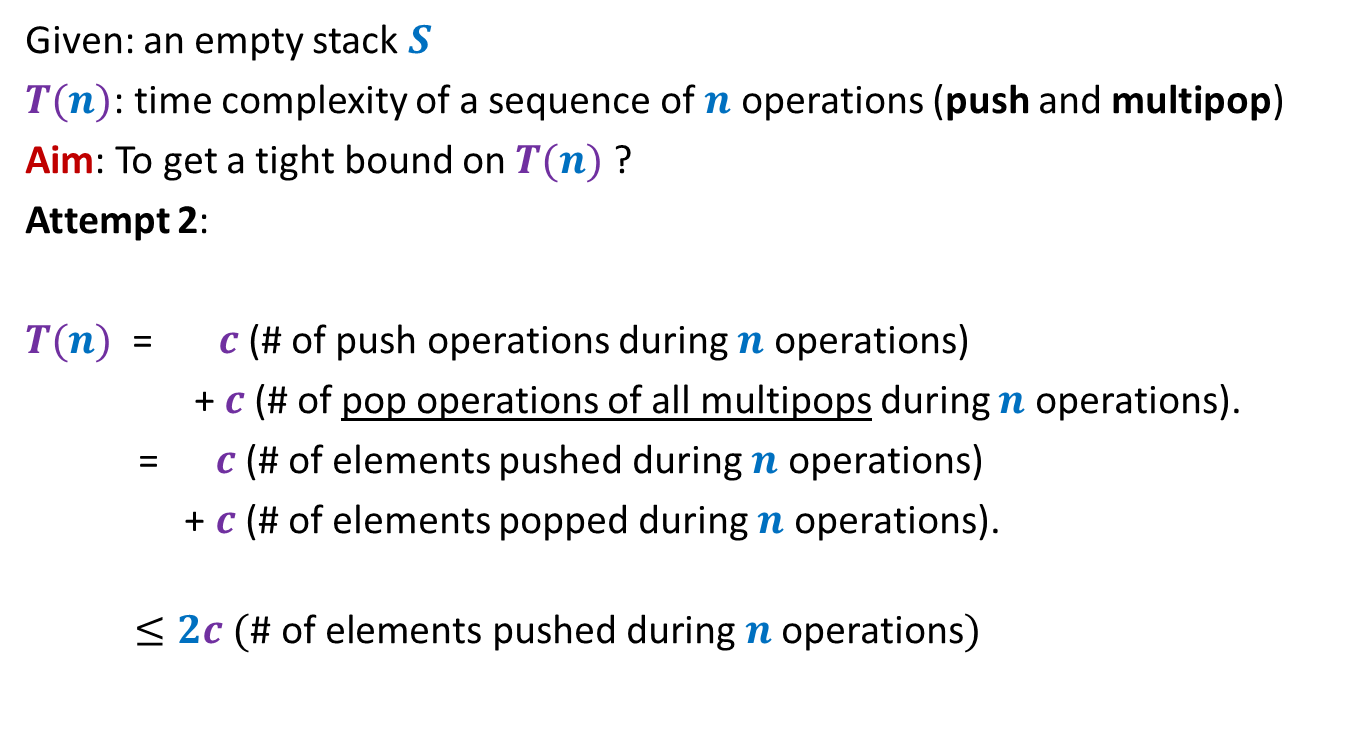 Given: an empty stack S
T(n): time complexity of a sequence of n operations (push and multipop)
Aim: To get a tight bound on T(n) ?
Attempt 2:
T(n) = c (# of push operations during n operations)
+ c (# of pop operations of all multipops during n operations).
= c (# of elements pushed during n operations)
+ c (# of elements popped during n operations).
≤ 2c (# of elements pushed during n operations)